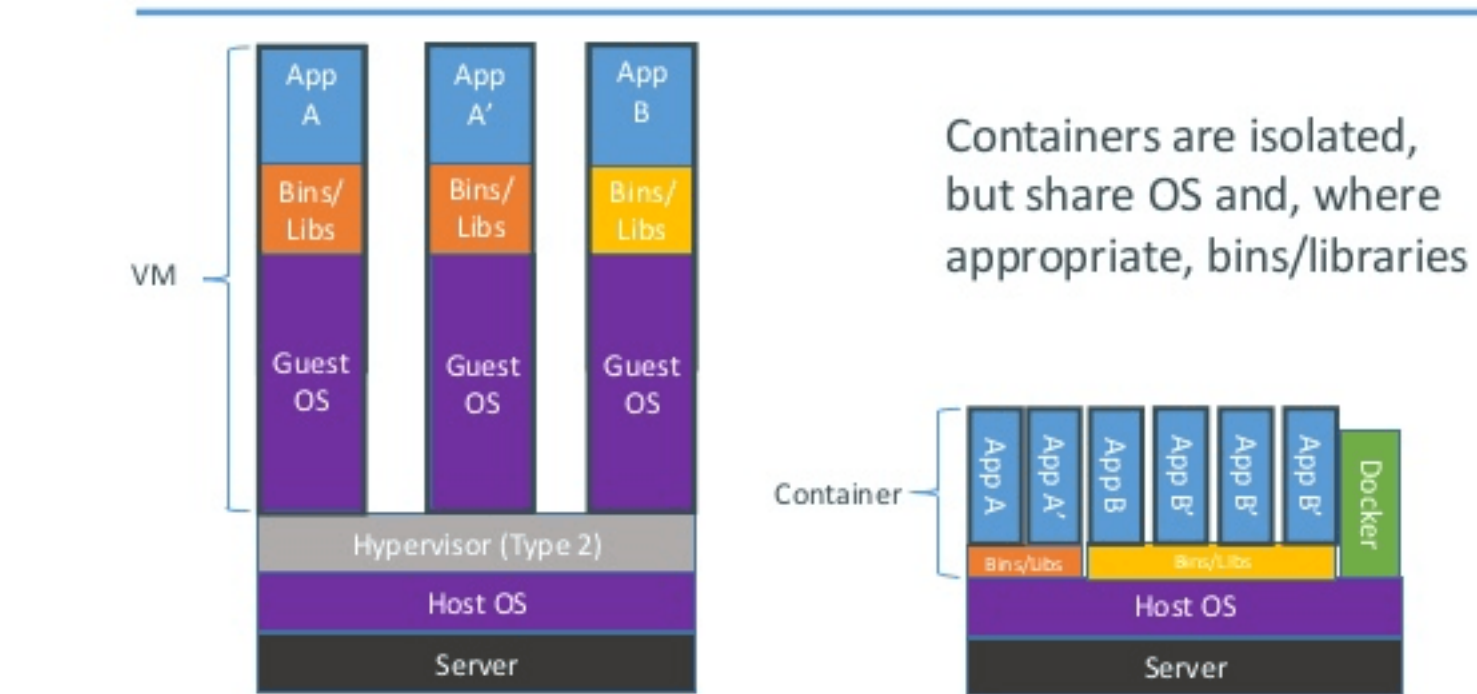 App
A
App
A'
App
B
Bins/
Libs
Bins/
Libs
Bins/
Libs
VM
Guest
OS
Guest
OS
Guest
OS
Hypervisor (Type 2)
Host OS
Server
Containers are isolated,
but share OS and, where
appropriate, bins/libraries
Container
App A
App A'
App B
App B'
App B'
App B'
Docker
Bins/Libs
Bins/Libs
Host OS
Server